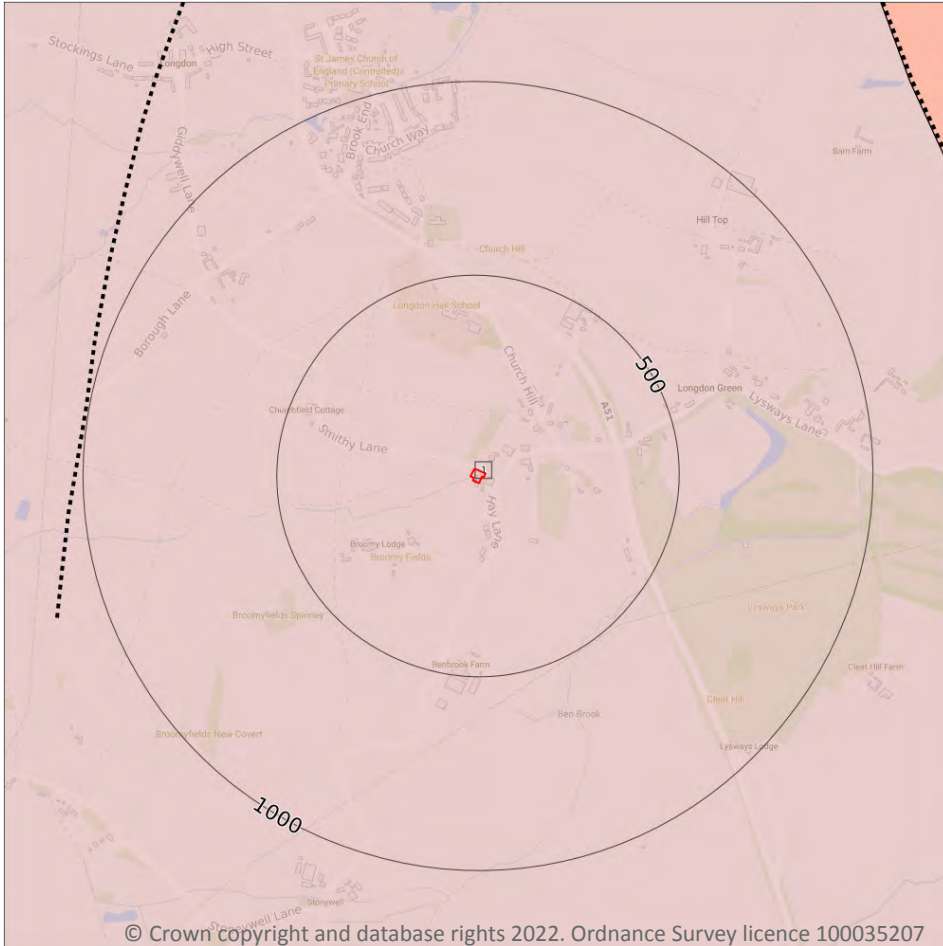 Stockings Lane
High Street
Longdon
St James Church of
England (Controlled)
Primary School
Brook End
Church Way
Giddywell Lane
Barn Farm
Hill Top
Church Hill
Longdon Hall School
Borough Lane
Church Hill
500
A51
Longdon Green
Lysways Lane
Churchfield Cottage
Smithy Lane
1
Hay Lane
Broomy Lodge
Broomy Fields
Broomyfields Spinney
Lysways Park
Benbrook Farm
Cleat Hill Farm
Cleat Hill
Ben Brook
Broomyfields New Covert
Lysways Lodge
1000
Stonywell
Stoneywell Lane
© Crown copyright and database rights 2022. Ordnance Survey licence 100035207